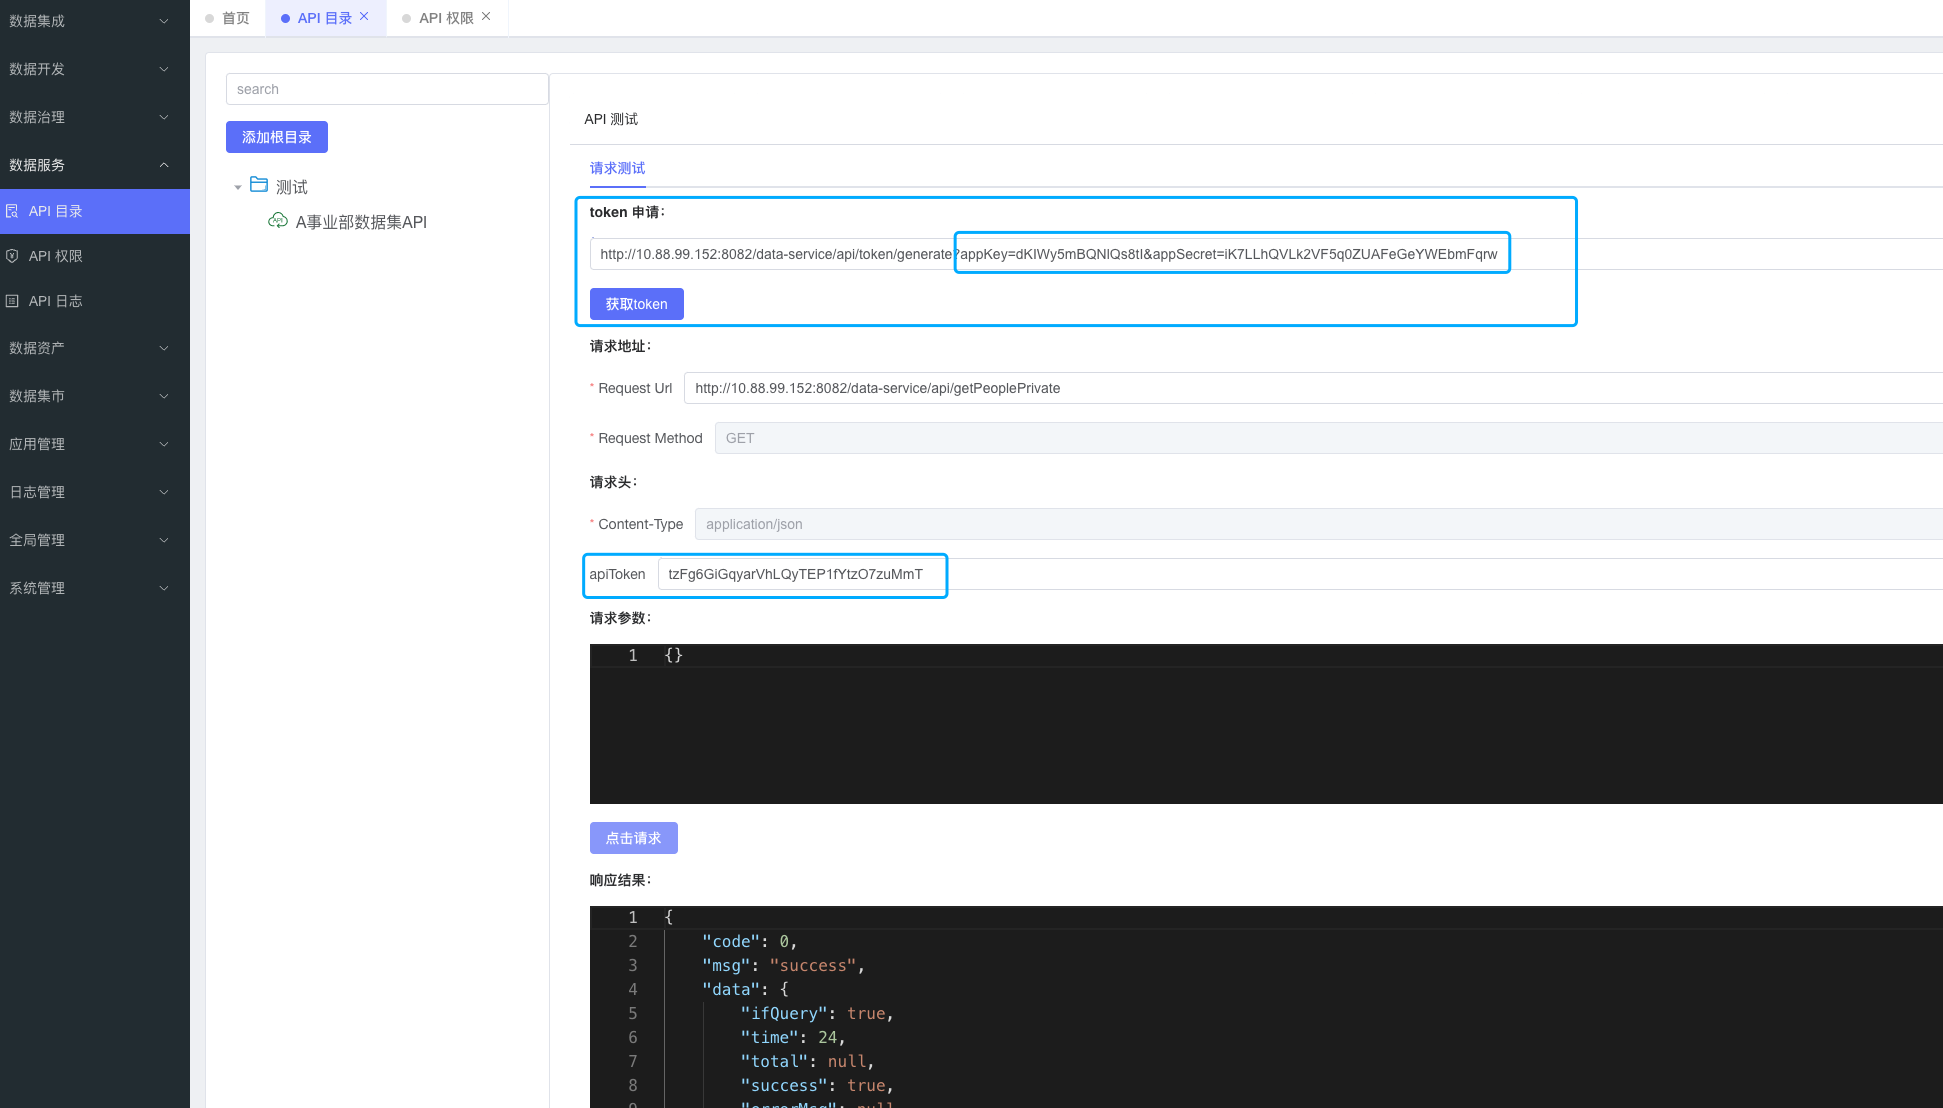 数据集成
数据开发
数据治理
数据服务
API 目录
API 权限
API 日志
数据资产
数据集市
应用管理
日志管理
全局管理
系统管理
首页
API 目录
API 权限
search
添加根目录
测试
A事业部数据集API
API 测试
请求测试
token 申请:
http://10.88.99.152:8082/data-service/api/token/generate?appKey=dKIWy5mBQNlQs8tI&appSecret=iK7LLhQVLk2VF5q0ZUAFeGeYWEbmFqrw
获取token
请求地址:
* Request Url http://10.88.99.152:8082/data-service/api/getPeoplePrivate
* Request Method GET
请求头:
* Content-Type application/json
apiToken tzFg6GiGqyarVhLQyTEP1fYtzO7zuMmT
请求参数:
1 {}
点击请求
响应结果:
1 {
2 "code": 0,
3 "msg": "success",
4 "data": {
5 "ifQuery": true,
6 "time": 24,
7 "total": null,
8 "success": true,
9 "errorMsg": null